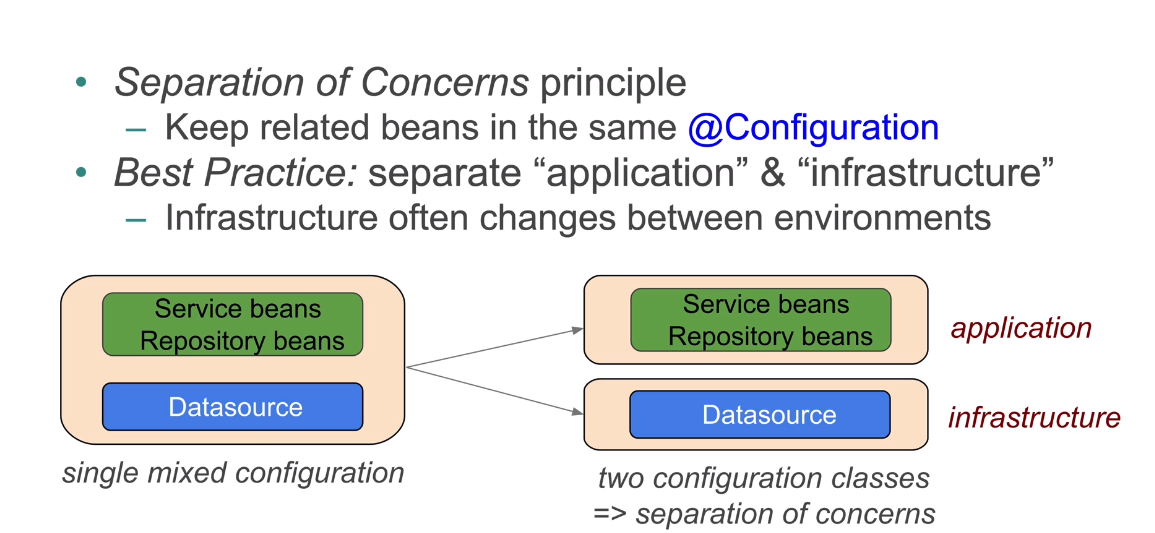 • Separation of Concerns principle
– Keep related beans in the same @Configuration
• Best Practice: separate “application” & “infrastructure”
– Infrastructure often changes between environments
Service beans
Repository beans
Datasource
single mixed configuration
Service beans
Repository beans
application
Datasource
infrastructure
two configuration classes
=> separation of concerns